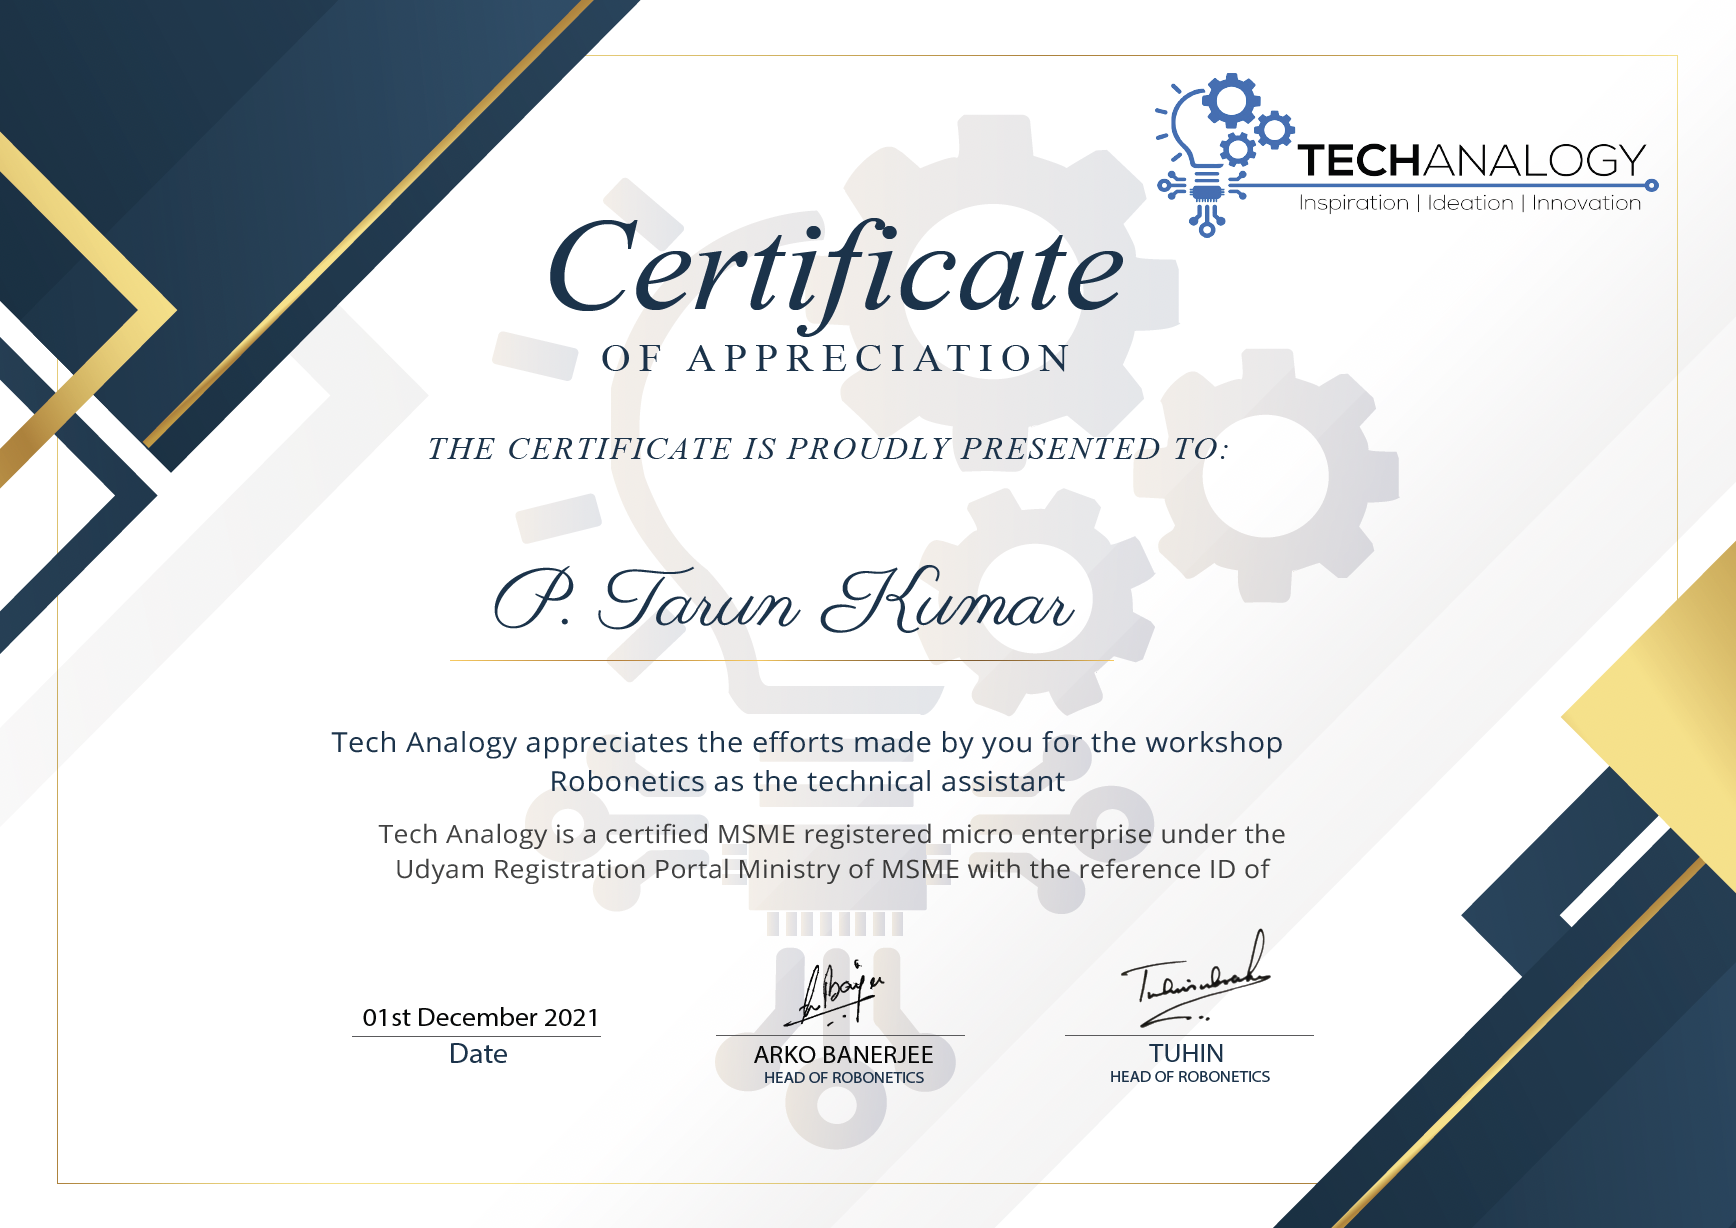 TECHANALOGY
Inspiration | Ideation | Innovation
Certificate
OF APPRECIATION
THE CERTIFICATE IS PROUDLY PRESENTED TO:
P. Tarun Kumar
Tech Analogy appreciates the efforts made by you for the workshop
Robonetics as the technical assistant
Tech Analogy is a certified MSME registered micro enterprise under the
Udyam Registration Portal Ministry of MSME with the reference ID of
01st December 2021
Date
ARKO BANERJEE
HEAD OF ROBONETICS
TUHIN
HEAD OF ROBONETICS